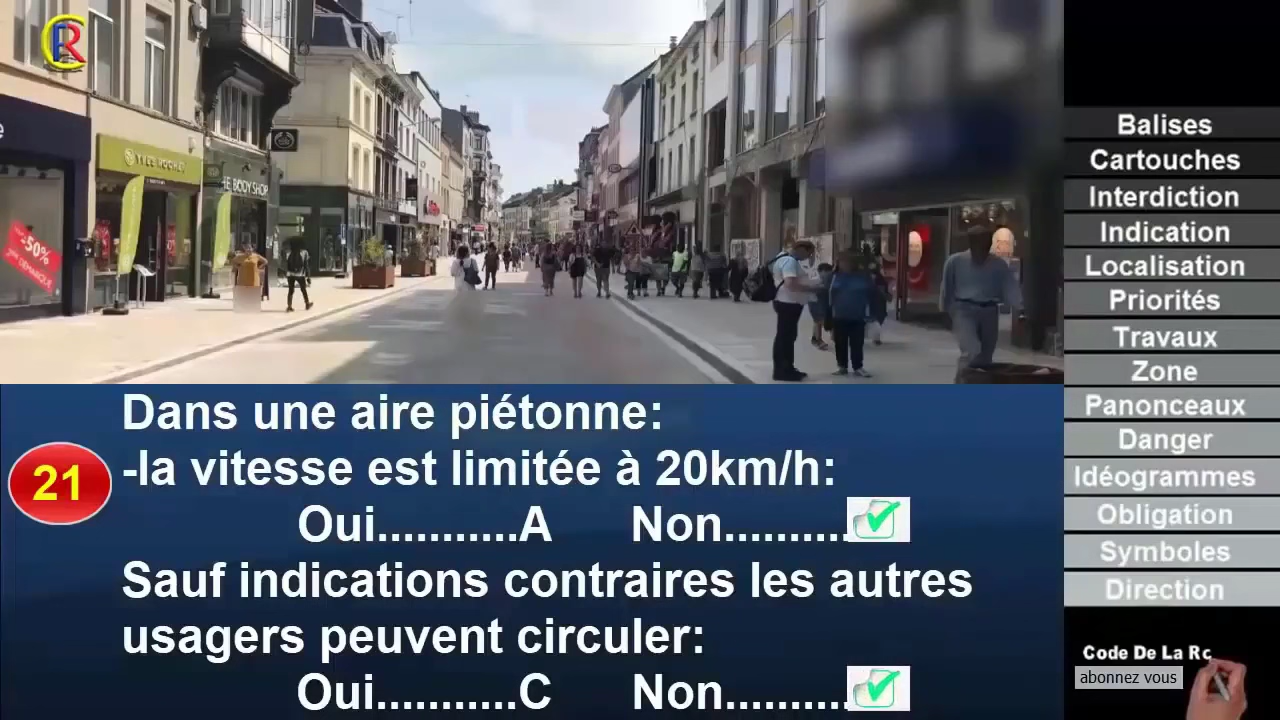 YVES ROCHER
THE BODY SHOP
-50%
Balises
Cartouches
Interdiction
Indication
Localisation
Priorités
Travaux
Zone
Panonceaux
Danger
Idéogrammes
Obligation
Symboles
Direction
Dans une aire piétonne:
21
-la vitesse est limitée à 20km/h:
Oui...........A Non..........
Sauf indications contraires les autres
usagers peuvent circuler:
Oui...........C Non..........
Code De La Rc
abonnez vous